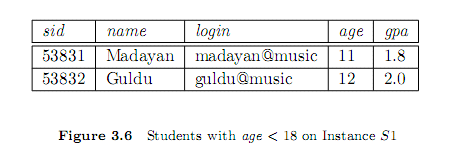 sid name login age gpa
53831 Madayan madayan@music 11 1.8
53832 Guldu guldu@music 12 2.0
Figure 3.6 Students with age < 18 on Instance S1